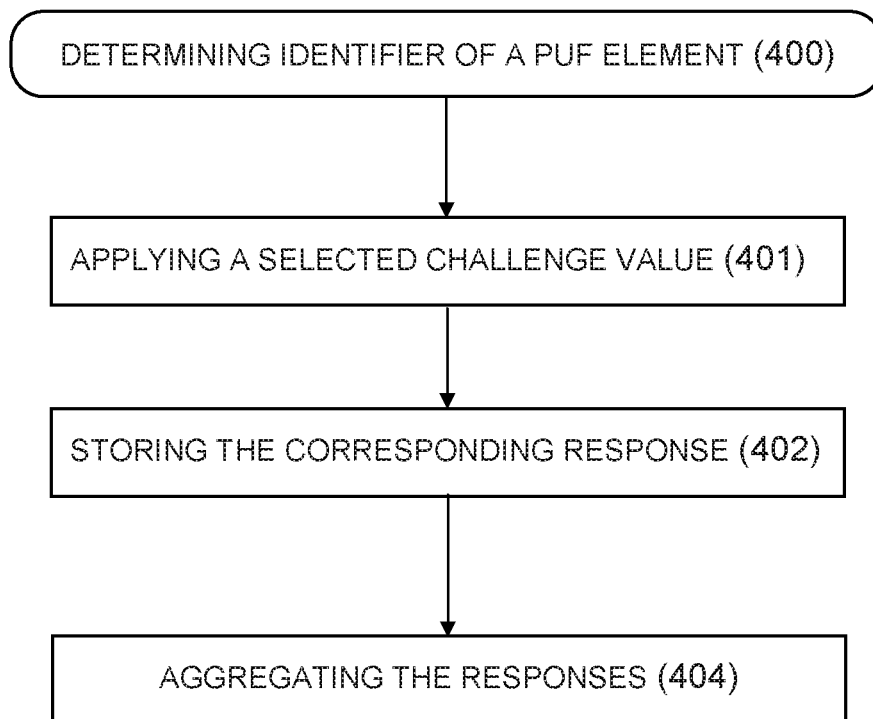 DETERMINING IDENTIFIER OF A PUF ELEMENT (400)
APPLYING A SELECTED CHALLENGE VALUE (401)
STORING THE CORRESPONDING RESPONSE (402)
AGGREGATING THE RESPONSES (404)